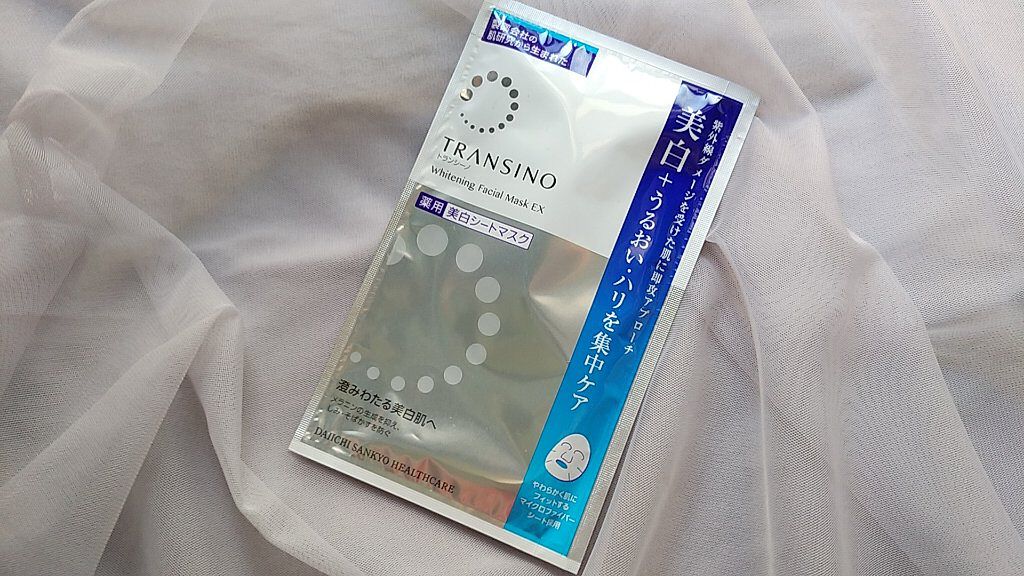 製薬会社の
肌研究から生まれた
TRANSINO
トランシーノ
Whitening Facial Mask EX
薬用 美白シートマスク
紫外線ダメージを受けた肌に即攻アプローチ
美白+うるおい・ハリを集中ケア
澄みわたる美白肌へ
メラニンの生成を抑え、
しみ・そばかすを防ぐ
DAIICHI SANKYO HEALTHCARE
やわらかく肌に
フィットする
マイクロファイバー
シート採用